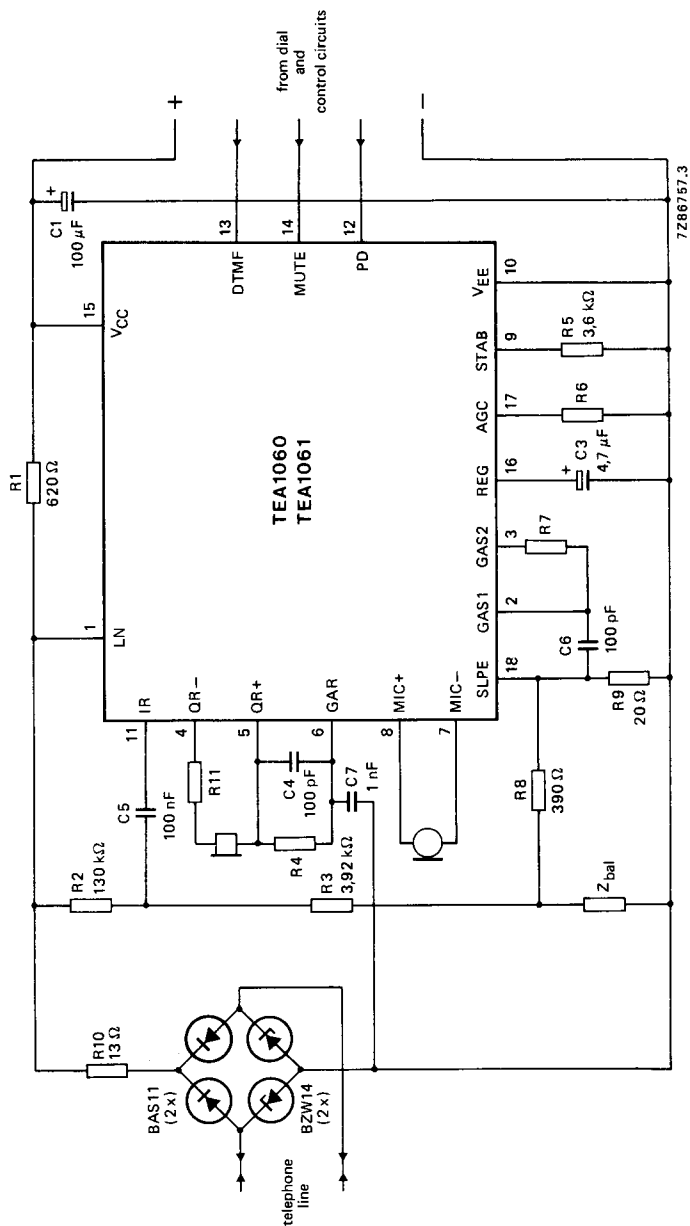 R1
620 Ω
C1
100 µF
+
+
from dial
and
control circuits
−
R10
13 Ω
R2
130 kΩ
C5
100 nF
BAS11
(2x)
BZW14
(2x)
telephone
line
R3
3,92 kΩ
R4
C4
100 pF
C7
1 nF
R11
LN
1
VCC
15
IR
11
QR−
4
QR+
5
GAR
6
MIC+
8
MIC−
7
TEA1060
TEA1061
DTMF
13
MUTE
14
PD
12
SLPE
18
GAS1
2
GAS2
3
REG
16
AGC
17
STAB
9
VEE
10
R8
390 Ω
Zbal
R9
20 Ω
C6
100 pF
R7
+
C3
4,7 µF
R6
R5
3,6 kΩ
7Z86757.3